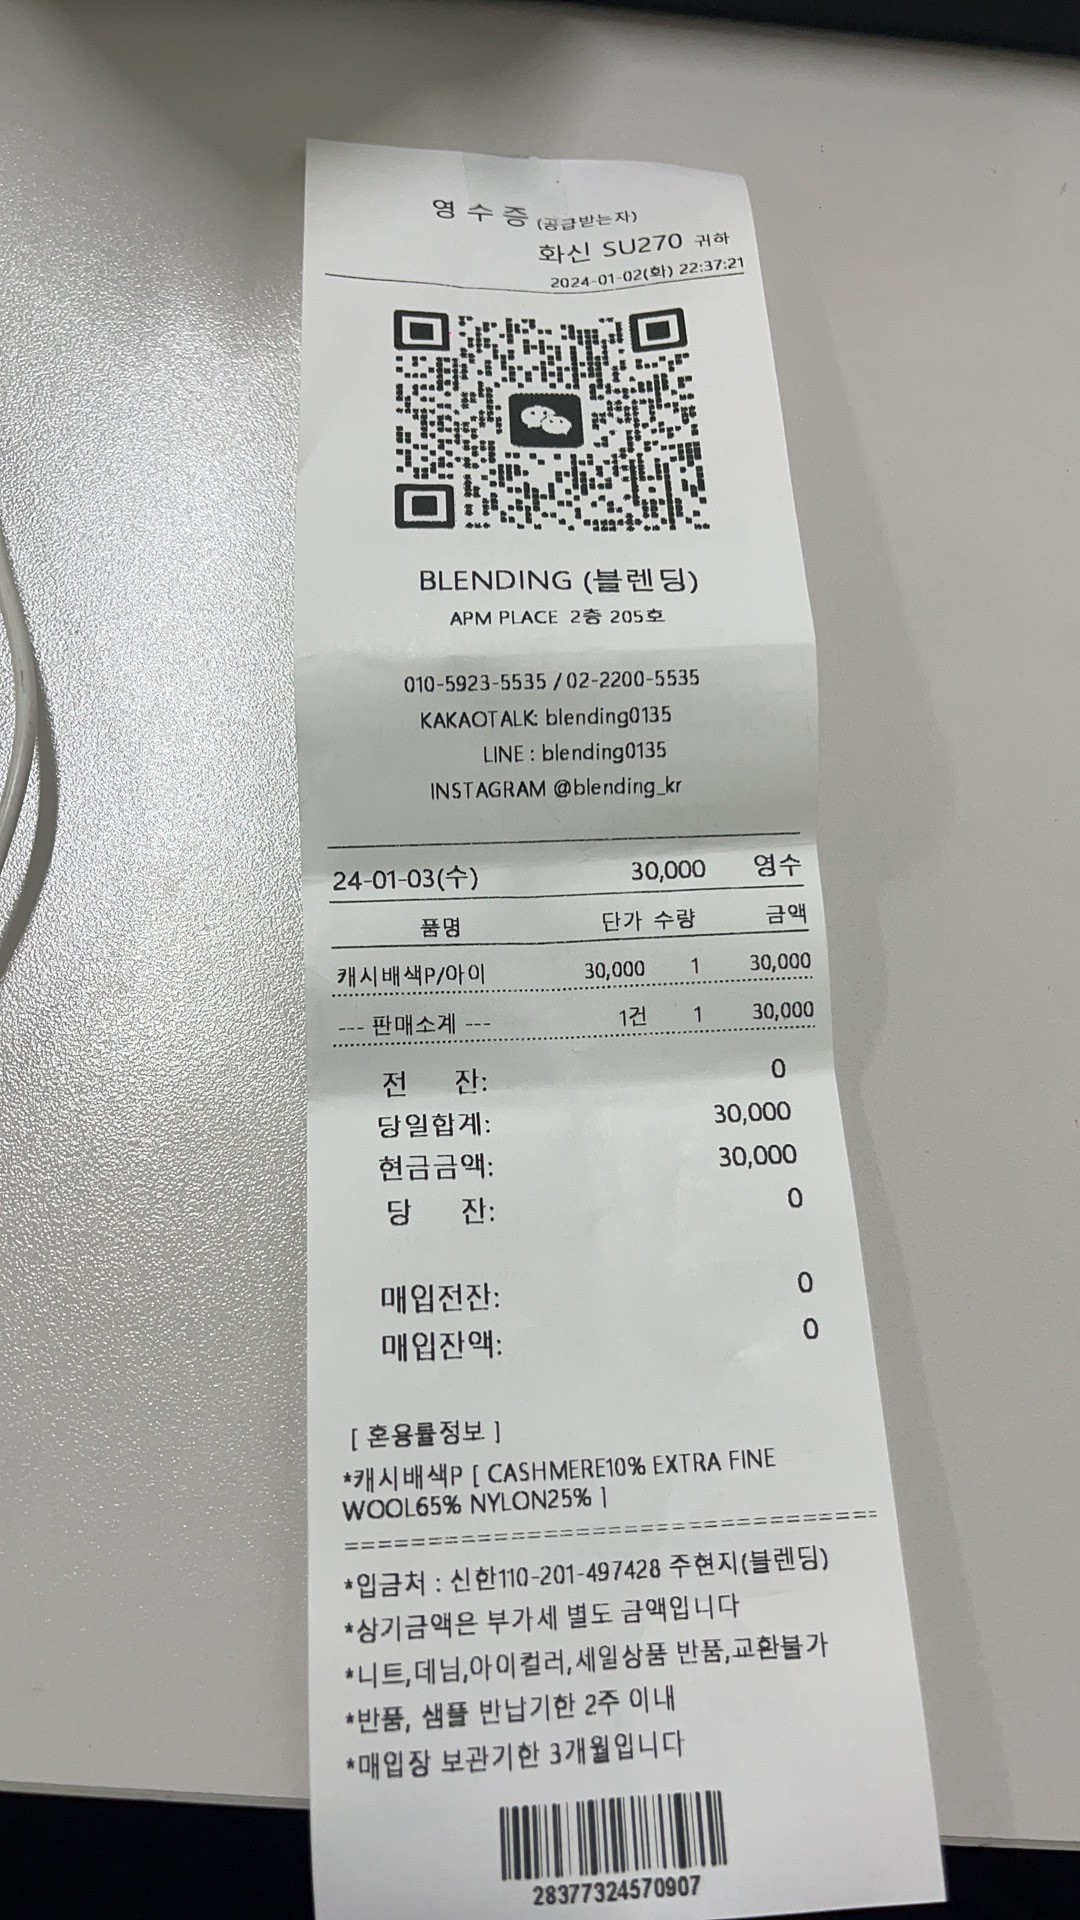 영 수 증 (공급받는자)
화신 SU270 귀하
2024-01-02(화) 22:37:21
BLENDING (블렌딩)
APM PLACE 2층 205호
010-5923-5535 / 02-2200-5535
KAKAOTALK: blending0135
LINE : blending0135
INSTAGRAM @blending_kr
24-01-03(수) 30,000 영수
품명 단가 수량 금액
캐시배색P/아이 30,000 1 30,000
--- 판매소계 --- 1건 1 30,000
전 잔: 0
당일합계: 30,000
현금금액: 30,000
당 잔: 0
매입전잔: 0
매입잔액: 0
[ 혼용률정보 ]
*캐시배색P [ CASHMERE10% EXTRA FINE
WOOL65% NYLON25% ]
=================================
*입금처 : 신한110-201-497428 주현지(블렌딩)
*상기금액은 부가세 별도 금액입니다
*니트,데님,아이컬러,세일상품 반품,교환불가
*반품, 샘플 반납기한 2주 이내
*매입장 보관기한 3개월입니다
28377324570907